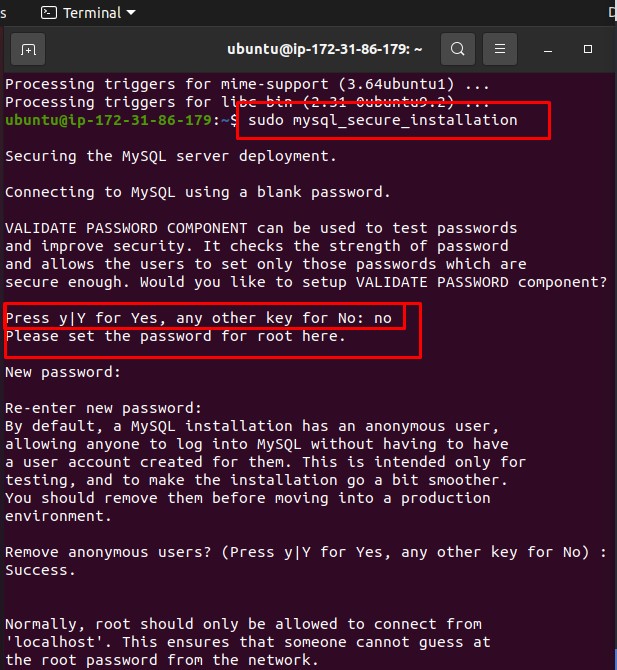 s Terminal D
ubuntu@ip-172-31-86-179: ~
Processing triggers for mime-support (3.64ubuntu1) ...
Processing triggers for libc-bin (2.31-0ubuntu9.2) ...
ubuntu@ip-172-31-86-179:~$ sudo mysql_secure_installation
Securing the MySQL server deployment.
Connecting to MySQL using a blank password.
VALIDATE PASSWORD COMPONENT can be used to test passwords
and improve security. It checks the strength of password
and allows the users to set only those passwords which are
secure enough. Would you like to setup VALIDATE PASSWORD component?
Press y|Y for Yes, any other key for No: no
Please set the password for root here.
New password:
Re-enter new password:
By default, a MySQL installation has an anonymous user,
allowing anyone to log into MySQL without having to have
a user account created for them. This is intended only for
testing, and to make the installation go a bit smoother.
You should remove them before moving into a production
environment.
Remove anonymous users? (Press y|Y for Yes, any other key for No) :
Success.
Normally, root should only be allowed to connect from
'localhost'. This ensures that someone cannot guess at
the root password from the network.